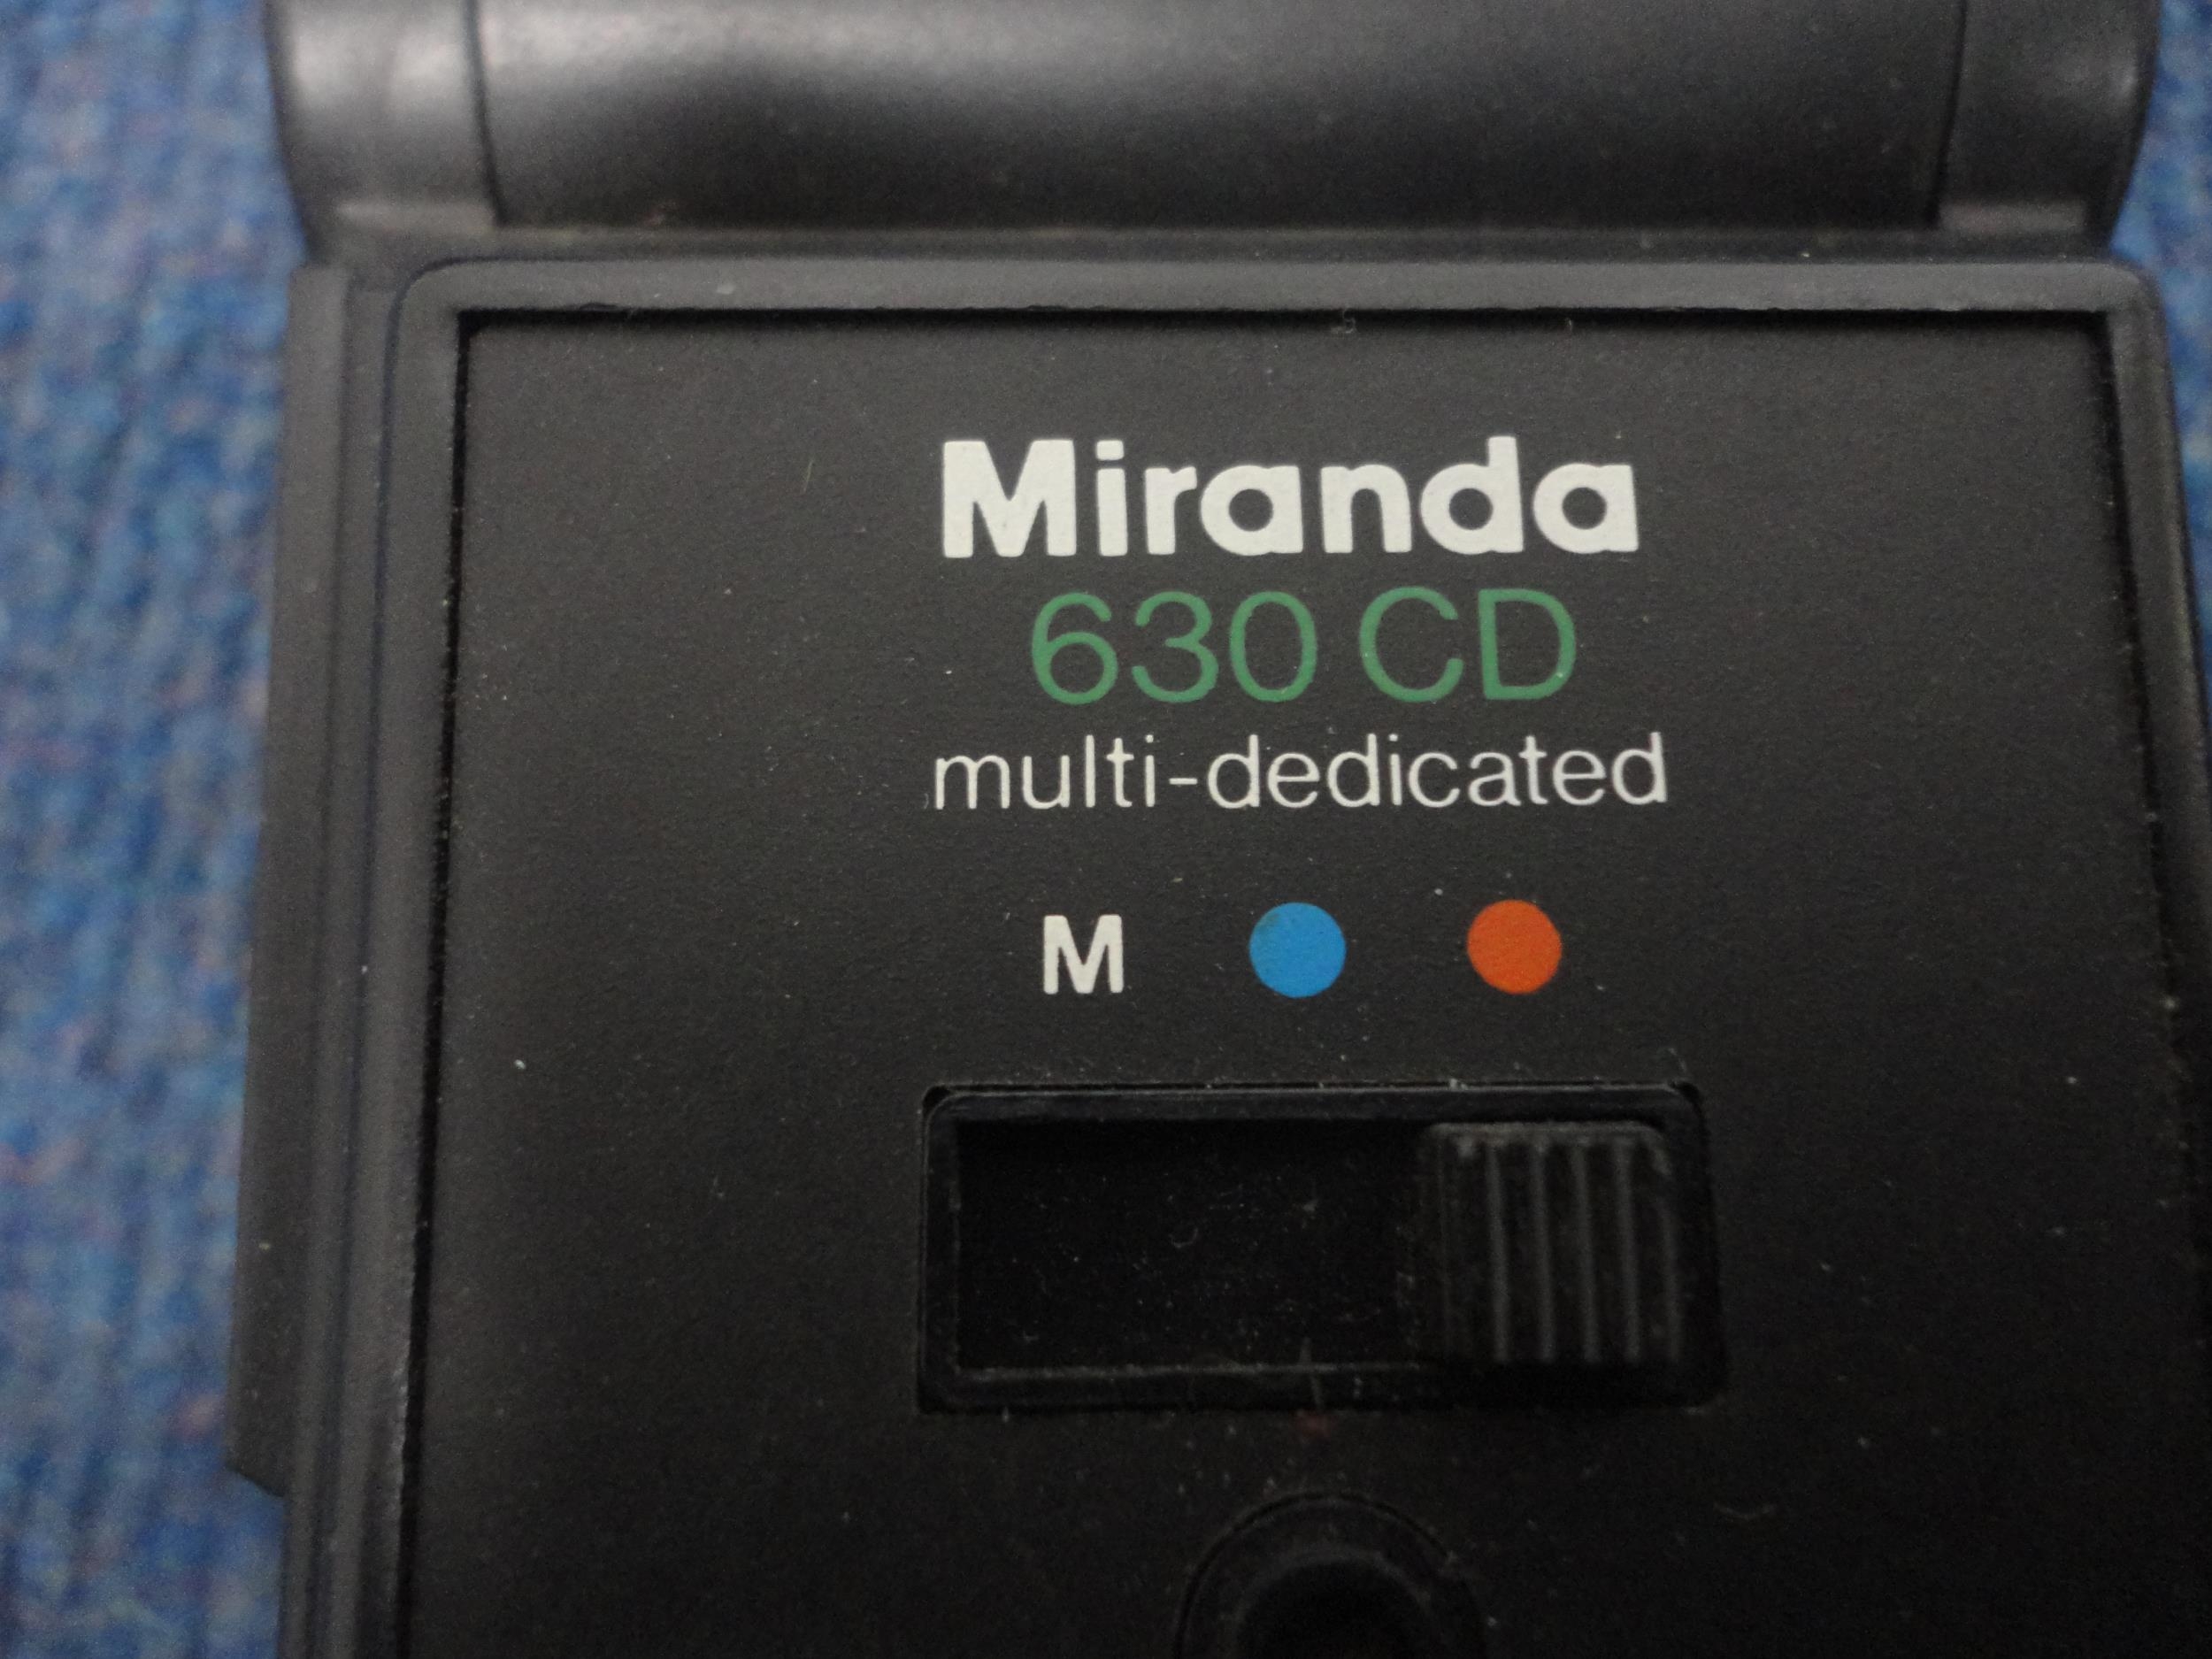 Miranda
630 CD
multi-dedicated
M